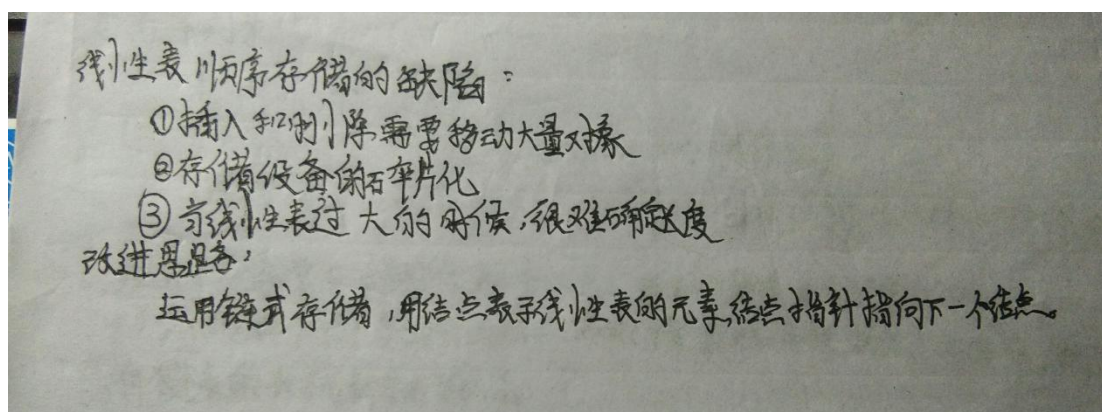 线性表顺序存储的缺陷：
①插入和删除需要移动大量对象
②存储设备的碎片化
③当线性表过大的时候，很难确定长度
改进思路：
运用链式存储，用结点表示线性表的元素，结点指针指向下一个结点。